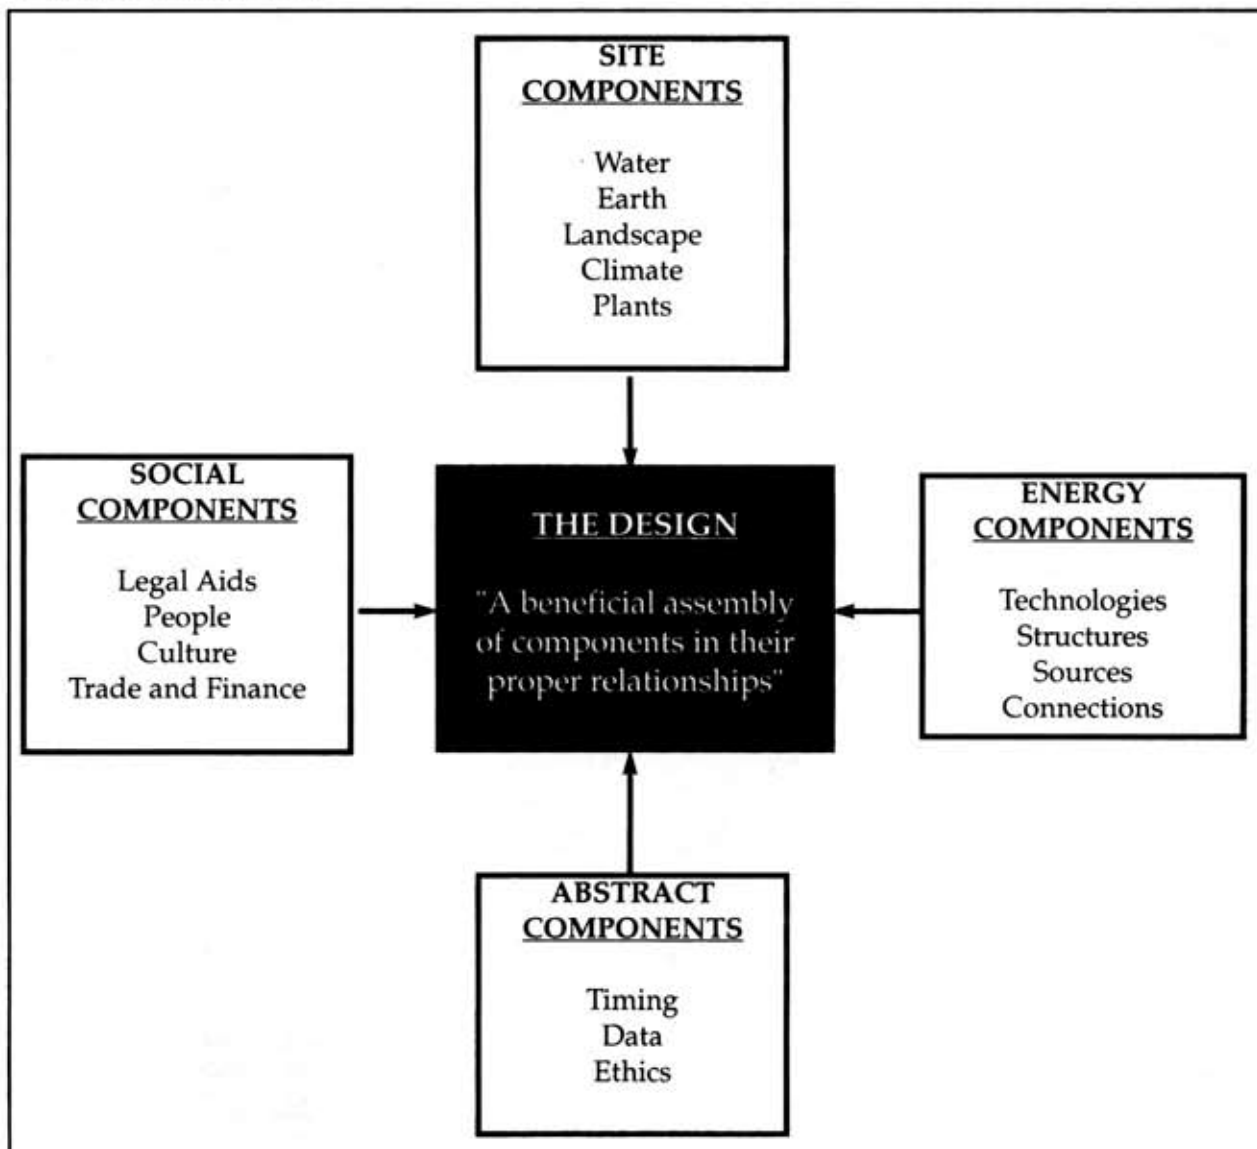 SITE
COMPONENTS
Water
Earth
Landscape
Climate
Plants
SOCIAL
COMPONENTS
Legal Aids
People
Culture
Trade and Finance
THE DESIGN
"A beneficial assembly
of components in their
proper relationships"
ENERGY
COMPONENTS
Technologies
Structures
Sources
Connections
ABSTRACT
COMPONENTS
Timing
Data
Ethics